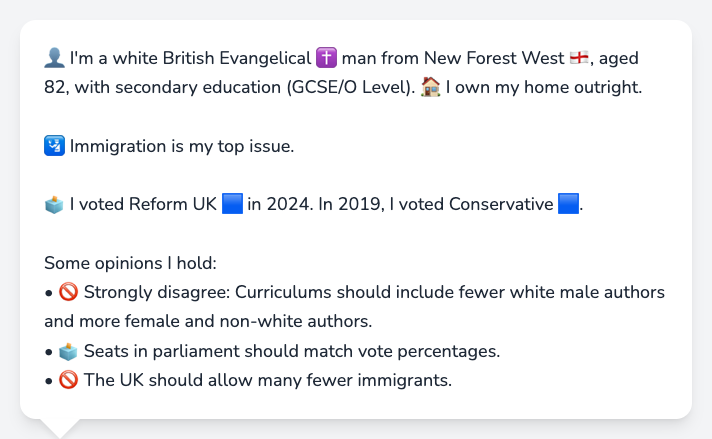 👤 I'm a white British Evangelical ✝️ man from New Forest West 🏴󠁧󠁢󠁥󠁮󠁧󠁿, aged
82, with secondary education (GCSE/O Level). 🏠 I own my home outright.
🛂 Immigration is my top issue.
🗳️ I voted Reform UK 🟦 in 2024. In 2019, I voted Conservative 🟦.
Some opinions I hold:
• 🚫 Strongly disagree: Curriculums should include fewer white male authors
and more female and non-white authors.
• 🗳️ Seats in parliament should match vote percentages.
• 🚫 The UK should allow many fewer immigrants.